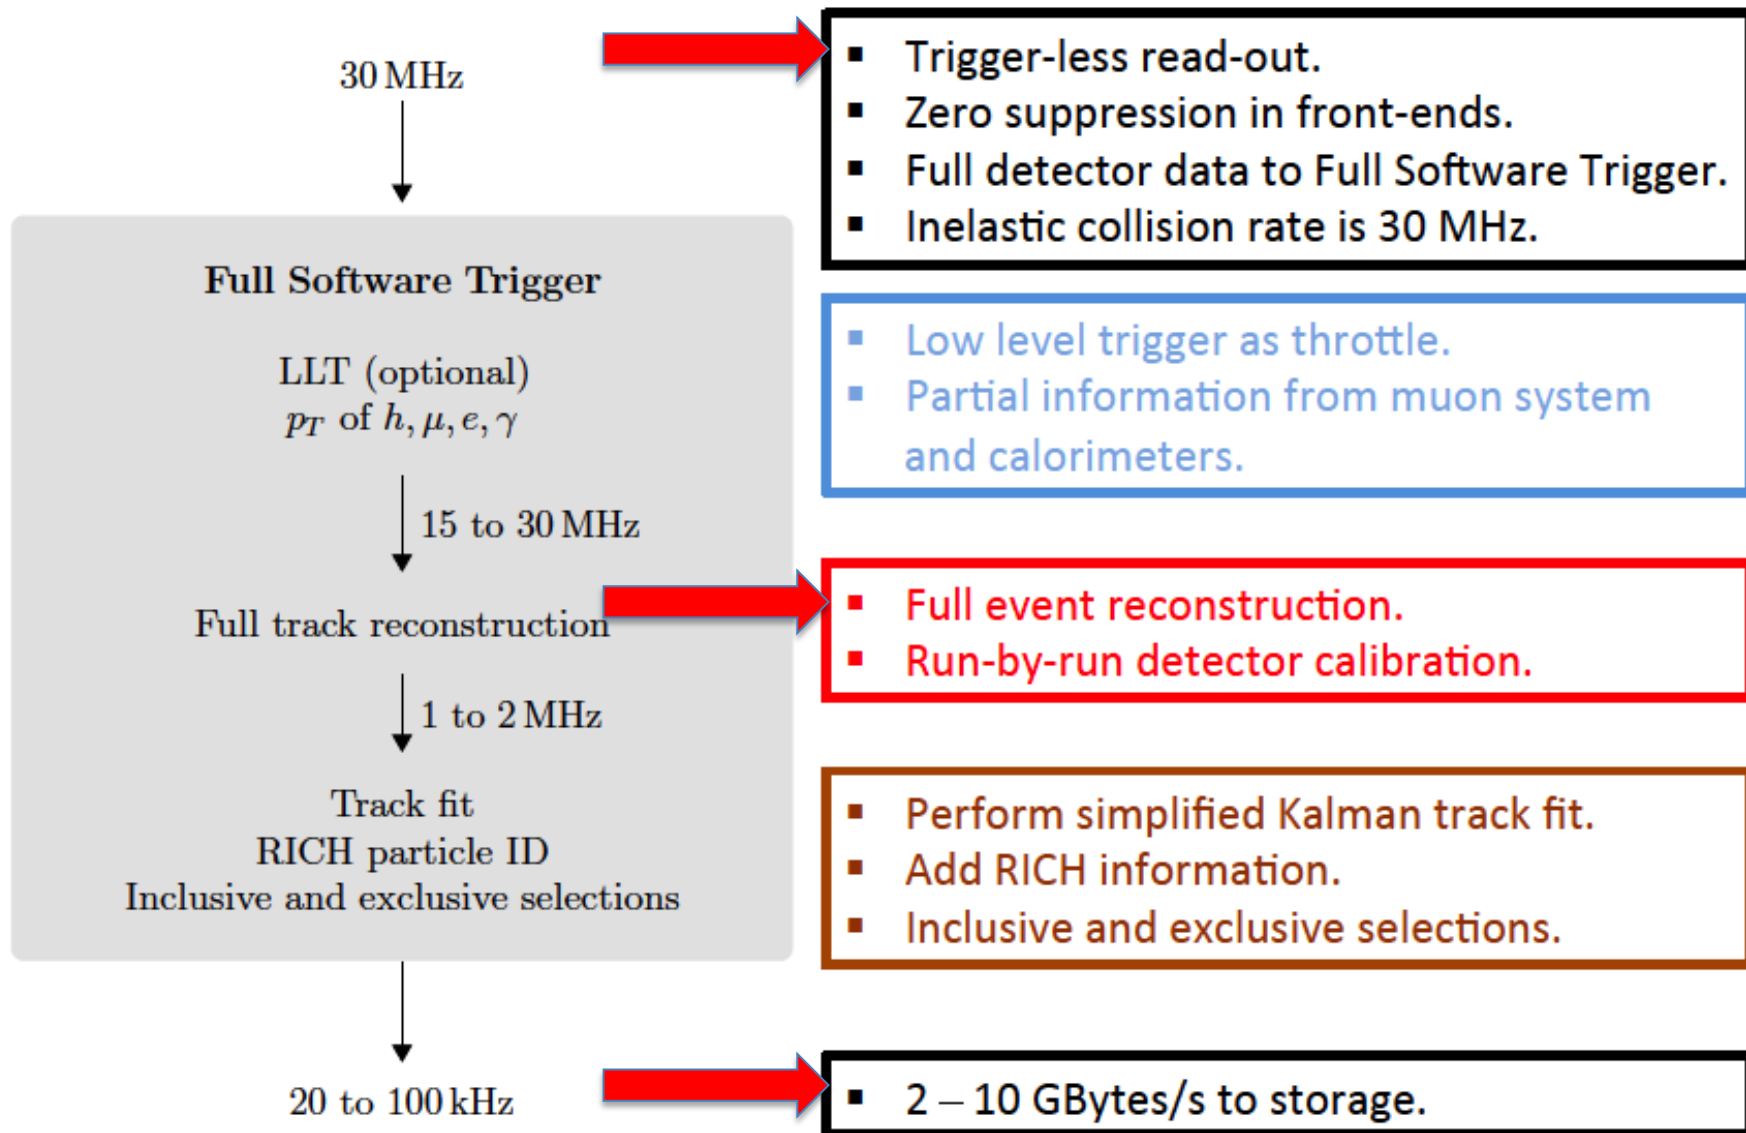 30 MHz
Full Software Trigger
LLT (optional)
p_T of h, μ, e, γ
15 to 30 MHz
Full track reconstruction
1 to 2 MHz
Track fit
RICH particle ID
Inclusive and exclusive selections
20 to 100 kHz
▪ Trigger-less read-out.
▪ Zero suppression in front-ends.
▪ Full detector data to Full Software Trigger.
▪ Inelastic collision rate is 30 MHz.
▪ Low level trigger as throttle.
▪ Partial information from muon system
and calorimeters.
▪ Full event reconstruction.
▪ Run-by-run detector calibration.
▪ Perform simplified Kalman track fit.
▪ Add RICH information.
▪ Inclusive and exclusive selections.
▪ 2 – 10 GBytes/s to storage.